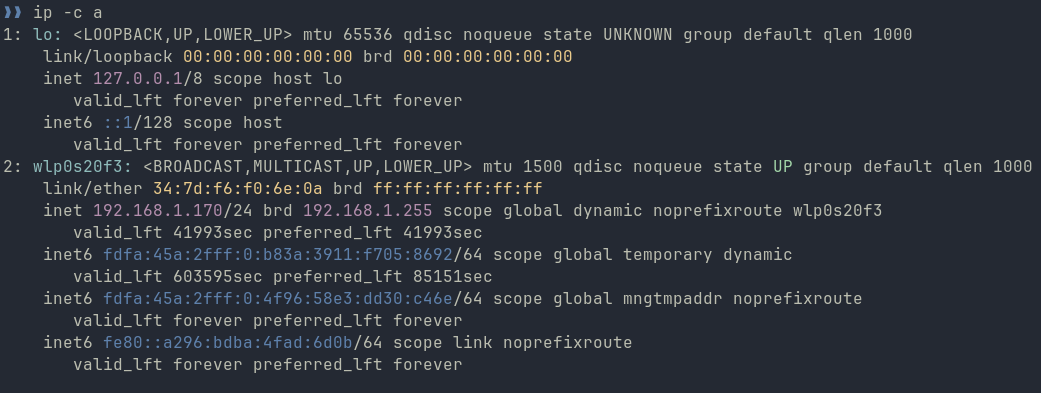 ❱❱ ip -c a
1: lo: <LOOPBACK,UP,LOWER_UP> mtu 65536 qdisc noqueue state UNKNOWN group default qlen 1000
    link/loopback 00:00:00:00:00:00 brd 00:00:00:00:00:00
    inet 127.0.0.1/8 scope host lo
       valid_lft forever preferred_lft forever
    inet6 ::1/128 scope host
       valid_lft forever preferred_lft forever
2: wlp0s20f3: <BROADCAST,MULTICAST,UP,LOWER_UP> mtu 1500 qdisc noqueue state UP group default qlen 1000
    link/ether 34:7d:f6:f0:6e:0a brd ff:ff:ff:ff:ff:ff
    inet 192.168.1.170/24 brd 192.168.1.255 scope global dynamic noprefixroute wlp0s20f3
       valid_lft 41993sec preferred_lft 41993sec
    inet6 fdfa:45a:2fff:0:b83a:3911:f705:8692/64 scope global temporary dynamic
       valid_lft 603595sec preferred_lft 85151sec
    inet6 fdfa:45a:2fff:0:4f96:58e3:dd30:c46e/64 scope global mngtmpaddr noprefixroute
       valid_lft forever preferred_lft forever
    inet6 fe80::a296:bdba:4fad:6d0b/64 scope link noprefixroute
       valid_lft forever preferred_lft forever